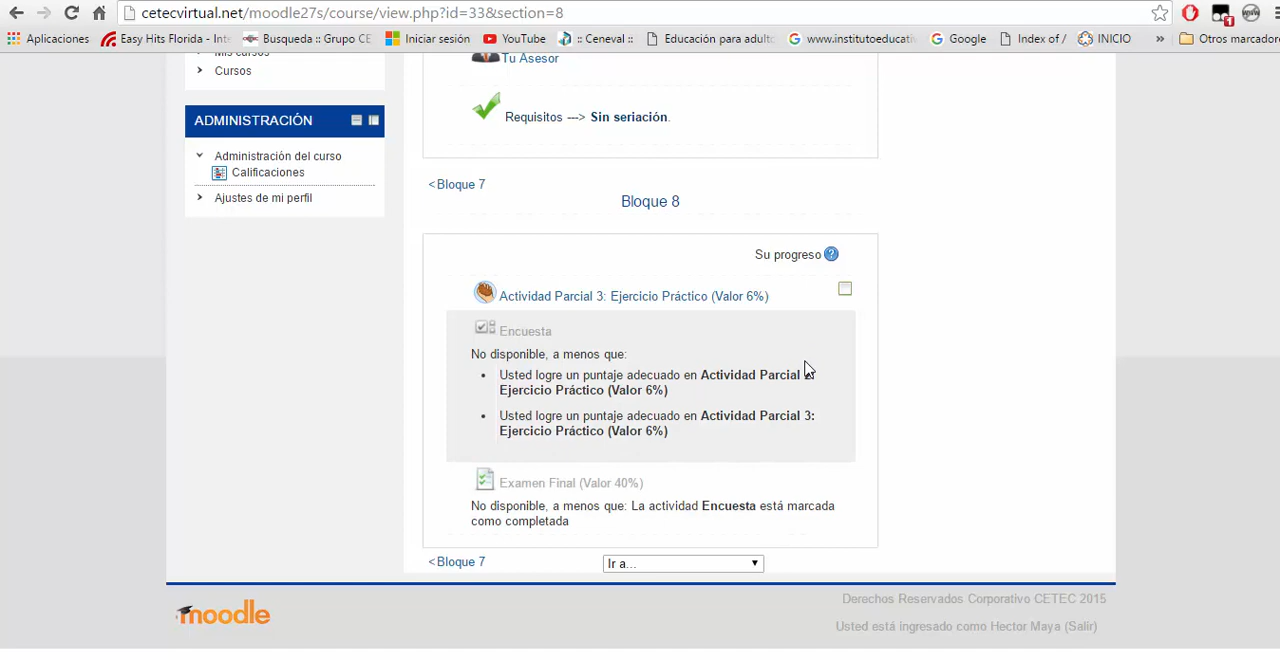 cetecvirtual.net/moodle27s/course/view.php?id=33&section=8
Aplicaciones Easy Hits Florida - Inte Busqueda :: Grupo CE Iniciar sesión YouTube :: Ceneval :: Educación para adulto www.institutoeducativ Google Index of / INICIO » Otros marcadores
Mis cursos
Cursos
ADMINISTRACIÓN
Administración del curso
Calificaciones
Ajustes de mi perfil
Tu Asesor
Requisitos ---> Sin seriación.
<Bloque 7
Bloque 8
Su progreso
Actividad Parcial 3: Ejercicio Práctico (Valor 6%)
Encuesta
No disponible, a menos que:
• Usted logre un puntaje adecuado en Actividad Parcial
Ejercicio Práctico (Valor 6%)
• Usted logre un puntaje adecuado en Actividad Parcial 3:
Ejercicio Práctico (Valor 6%)
Examen Final (Valor 40%)
No disponible, a menos que: La actividad Encuesta está marcada
como completada
<Bloque 7
Ir a...
moodle
Derechos Reservados Corporativo CETEC 2015
Usted está ingresado como Hector Maya (Salir)